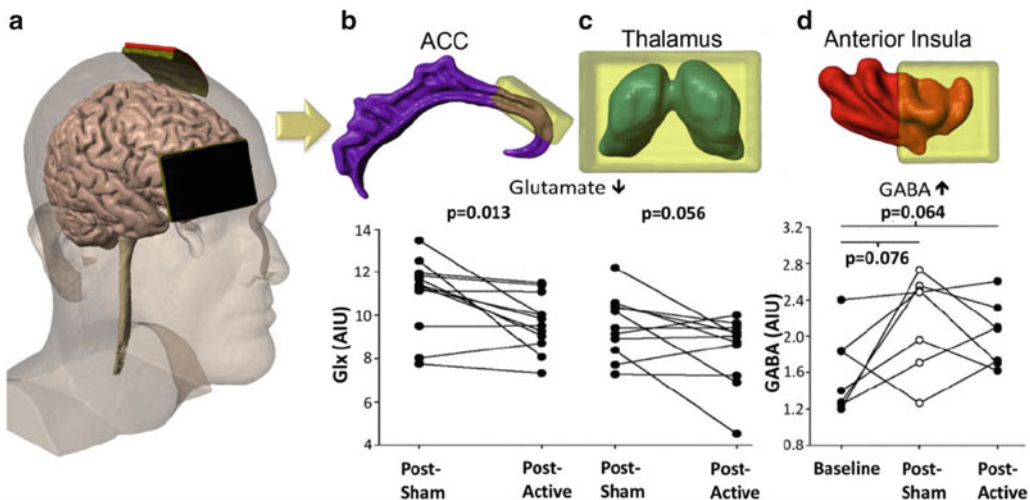 a
b
ACC
c
Thalamus
d
Anterior Insula
Glutamate ↓
GABA ↑
p=0.013
p=0.056
p=0.064
p=0.076
Glx (AIU)
14
12
10
8
6
4
Post-
Sham
Post-
Active
Post-
Sham
Post-
Active
GABA (AIU)
3.2
2.8
2.4
2.0
1.6
1.2
0.8
Baseline
Post-
Sham
Post-
Active